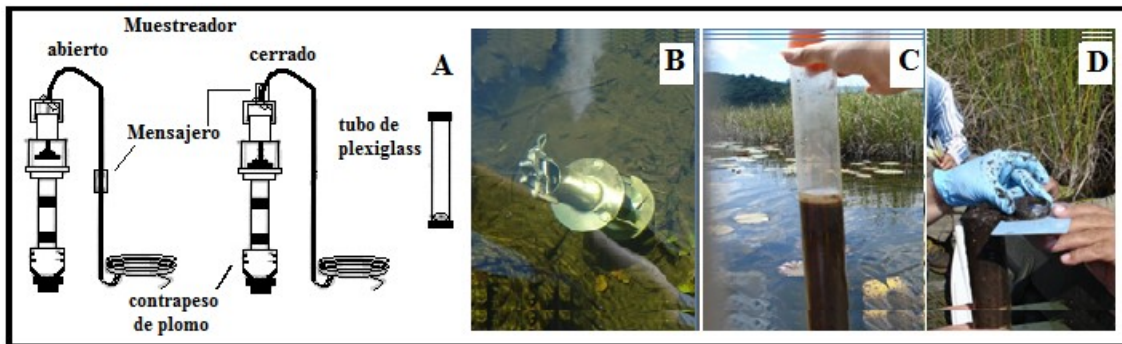 Muestreador
abierto
cerrado
Mensajero
A
tubo de
plexiglass
contrapeso
de plomo
B
C
D